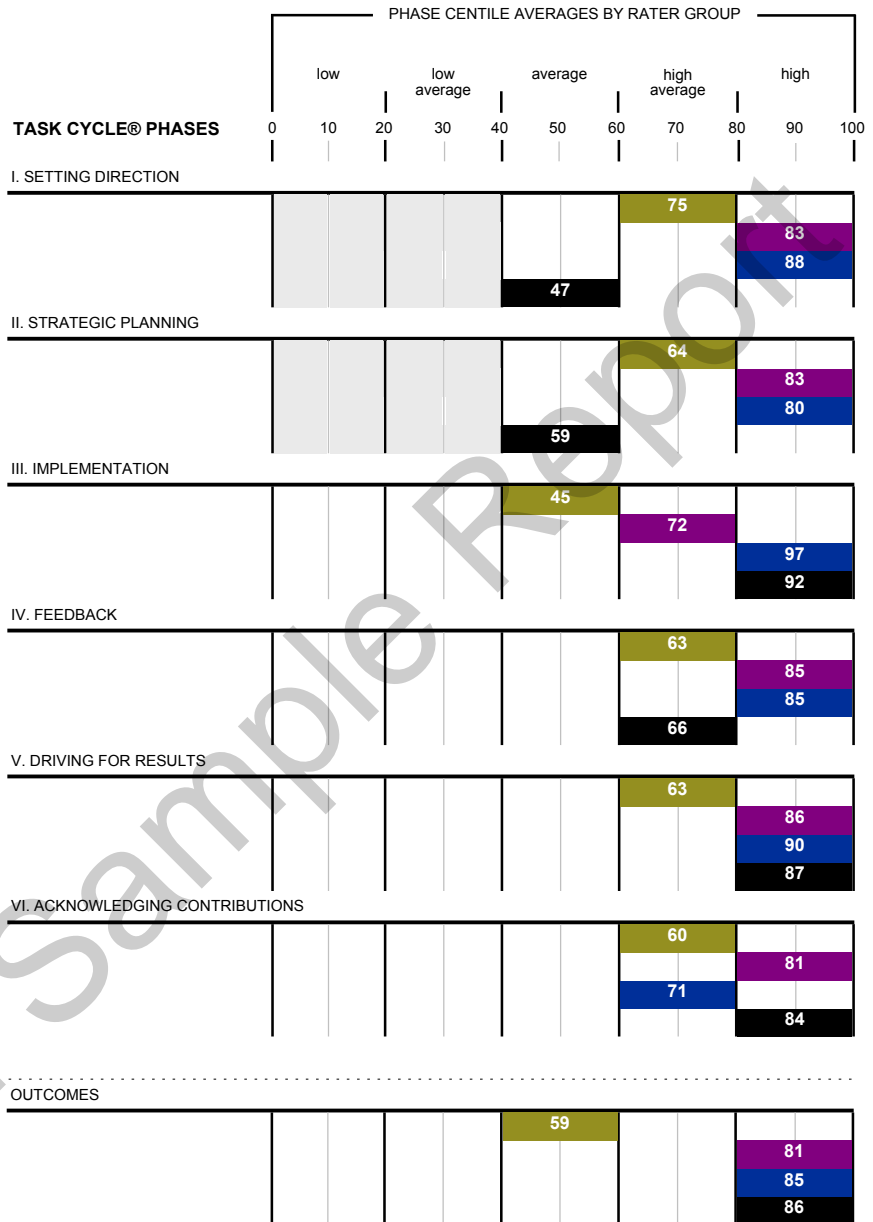 PHASE CENTILE AVERAGES BY RATER GROUP
low low average high high
average average
TASK CYCLE® PHASES 0 10 20 30 40 50 60 70 80 90 100
I. SETTING DIRECTION
75
83
88
47
II. STRATEGIC PLANNING
64
83
80
59
III. IMPLEMENTATION
45
72
97
92
IV. FEEDBACK
63
85
85
66
V. DRIVING FOR RESULTS
63
86
90
87
VI. ACKNOWLEDGING CONTRIBUTIONS
60
81
71
84
OUTCOMES
59
81
85
86
Sample Report